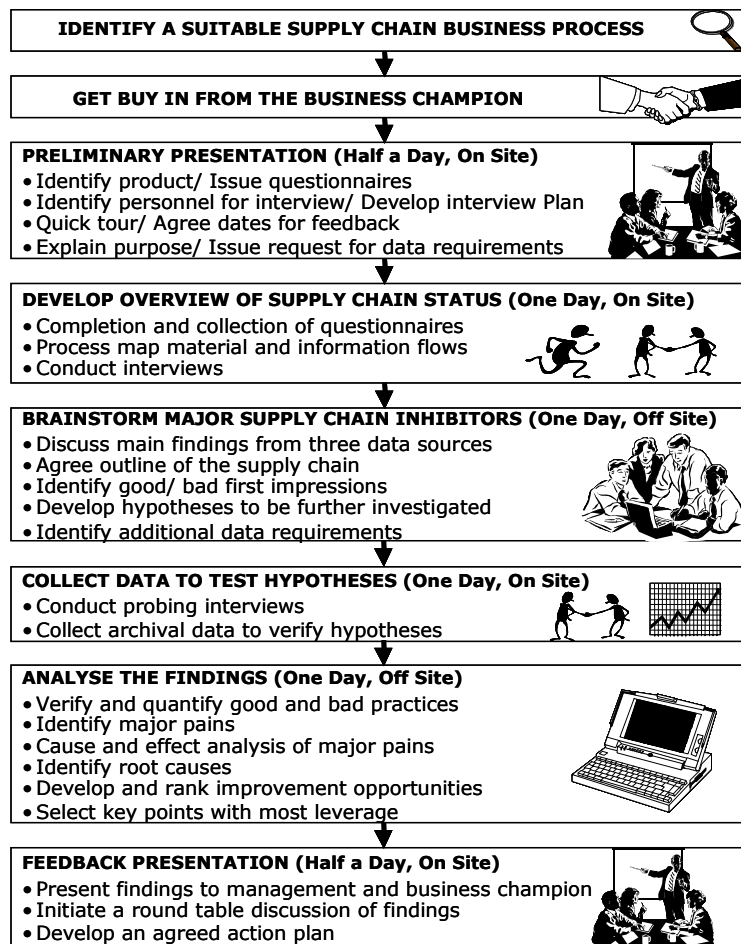 IDENTIFY A SUITABLE SUPPLY CHAIN BUSINESS PROCESS
GET BUY IN FROM THE BUSINESS CHAMPION
PRELIMINARY PRESENTATION (Half a Day, On Site)
• Identify product/ Issue questionnaires
• Identify personnel for interview/ Develop interview Plan
• Quick tour/ Agree dates for feedback
• Explain purpose/ Issue request for data requirements
DEVELOP OVERVIEW OF SUPPLY CHAIN STATUS (One Day, On Site)
• Completion and collection of questionnaires
• Process map material and information flows
• Conduct interviews
BRAINSTORM MAJOR SUPPLY CHAIN INHIBITORS (One Day, Off Site)
• Discuss main findings from three data sources
• Agree outline of the supply chain
• Identify good/ bad first impressions
• Develop hypotheses to be further investigated
• Identify additional data requirements
COLLECT DATA TO TEST HYPOTHESES (One Day, On Site)
• Conduct probing interviews
• Collect archival data to verify hypotheses
ANALYSE THE FINDINGS (One Day, Off Site)
• Verify and quantify good and bad practices
• Identify major pains
• Cause and effect analysis of major pains
• Identify root causes
• Develop and rank improvement opportunities
• Select key points with most leverage
FEEDBACK PRESENTATION (Half a Day, On Site)
• Present findings to management and business champion
• Initiate a round table discussion of findings
• Develop an agreed action plan